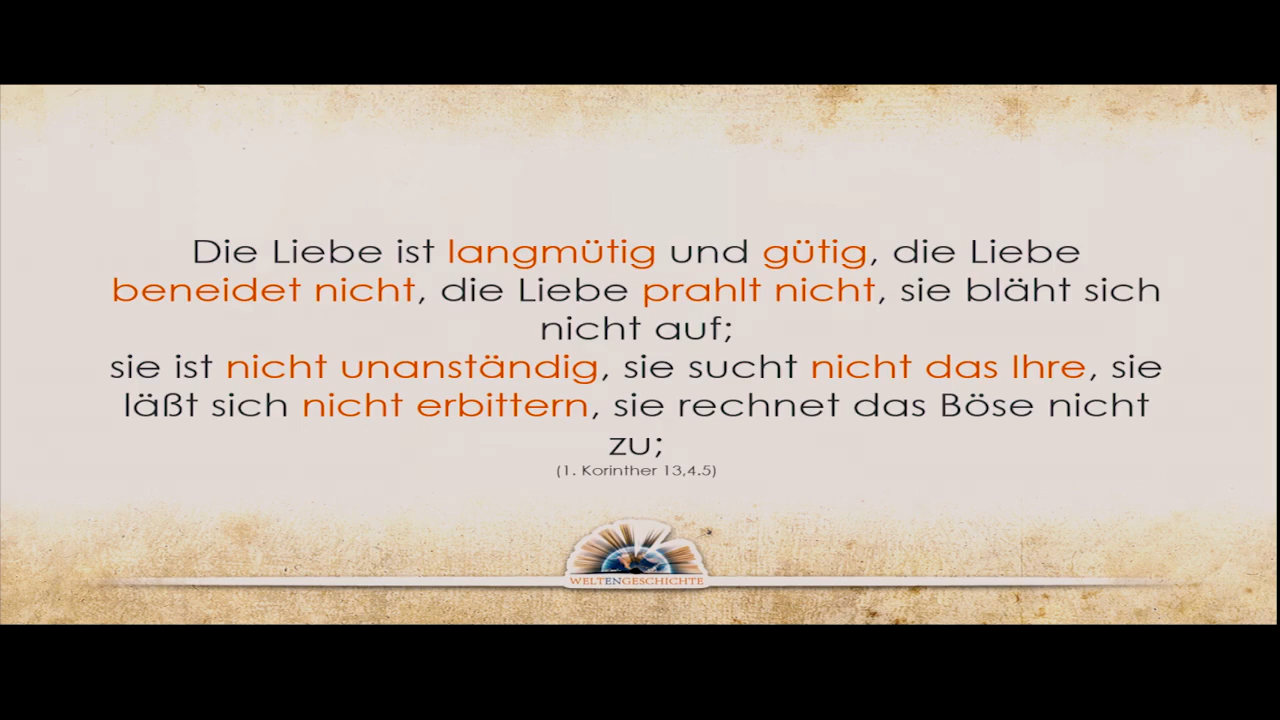 Die Liebe ist langmütig und gütig, die Liebe
beneidet nicht, die Liebe prahlt nicht, sie bläht sich
nicht auf;
sie ist nicht unanständig, sie sucht nicht das Ihre, sie
läßt sich nicht erbittern, sie rechnet das Böse nicht
zu;
(1. Korinther 13,4.5)
WELTENGESCHICHTE